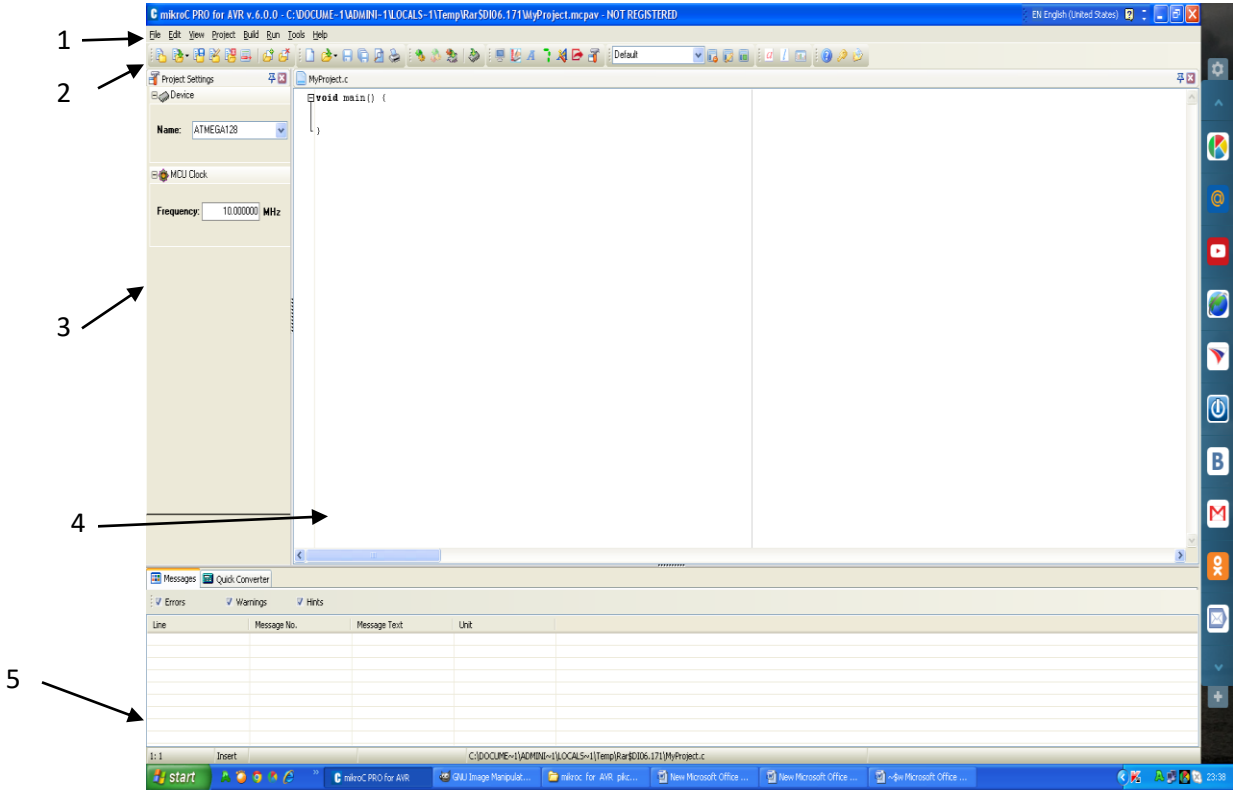 mikroC PRO for AVR v.6.0.0 - C:\DOCUME~1\ADMINI~1\LOCALS~1\Temp\Rar$DI06.171\MyProject.mcpav - NOT REGISTERED
EN English (United States)
1
File Edit View Project Build Run Tools Help
Default
2
Project Settings
MyProject.c
Device
void main() {
Name: ATMEGA128
}
MCU Clock
Frequency: 10.000000 MHz
3
4
Messages Quick Converter
Errors Warnings Hints
Line Message No. Message Text Unit
5
1: 1 Insert C:\DOCUME~1\ADMINI~1\LOCALS~1\Temp\Rar$DI06.171\MyProject.c
start mikroC PRO for AVR GNU Image Manipulat... mikroc for AVR pikc... New Microsoft Office ... New Microsoft Office ... ~$w Microsoft Office ... 23:38